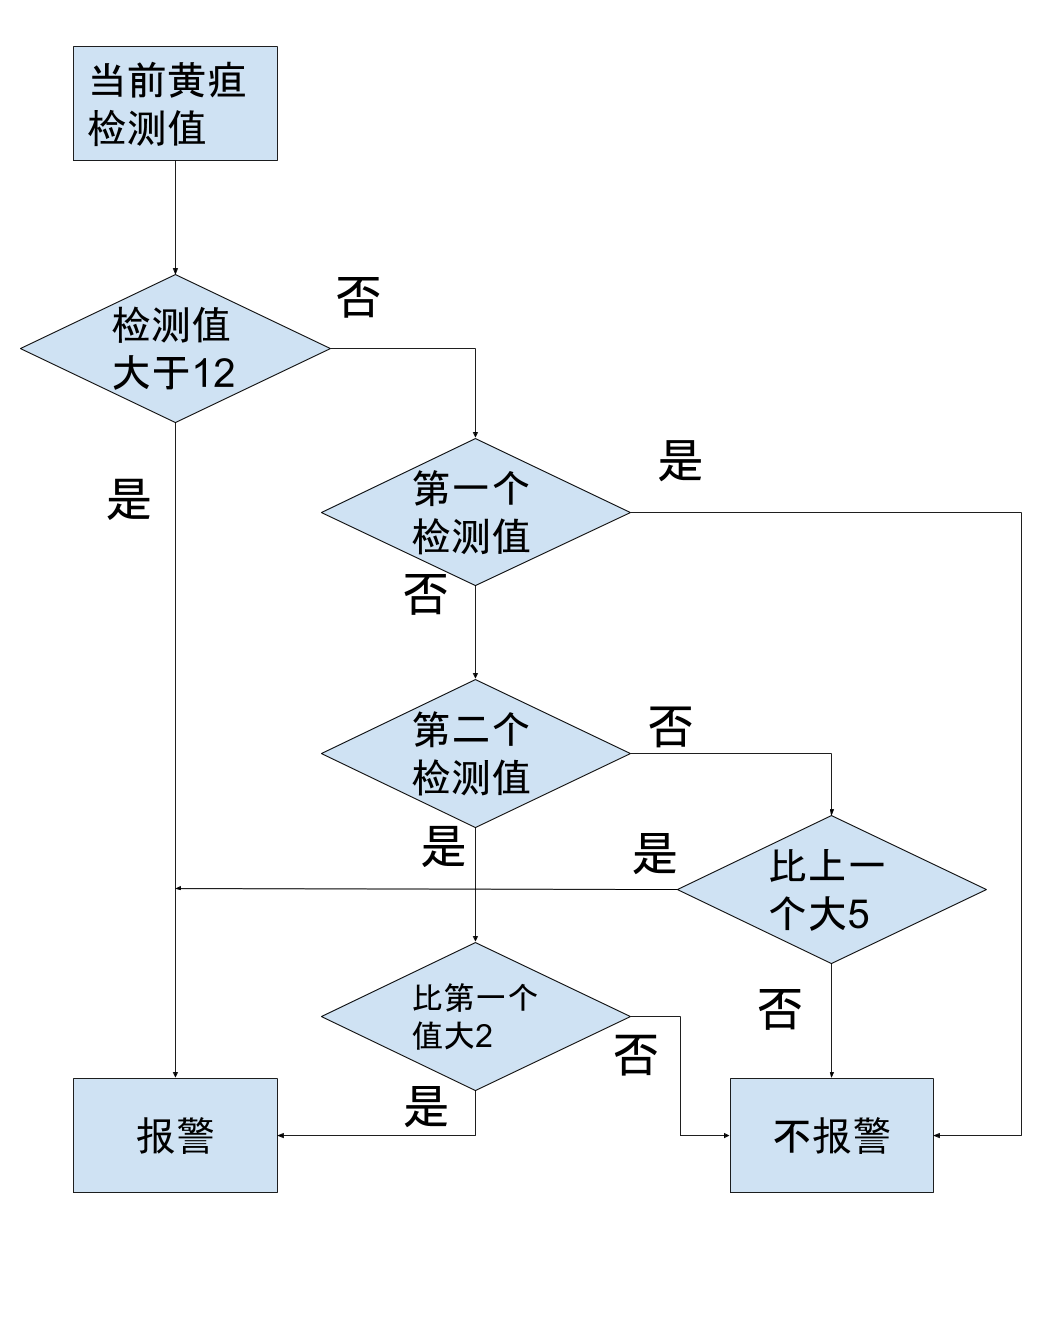 当前黄疸
检测值
否
检测值
大于12
是
第一个
检测值
是
否
第二个
检测值
否
是
是
比上一
个大5
比第一个
值大2
否
否
是
报警
不报警